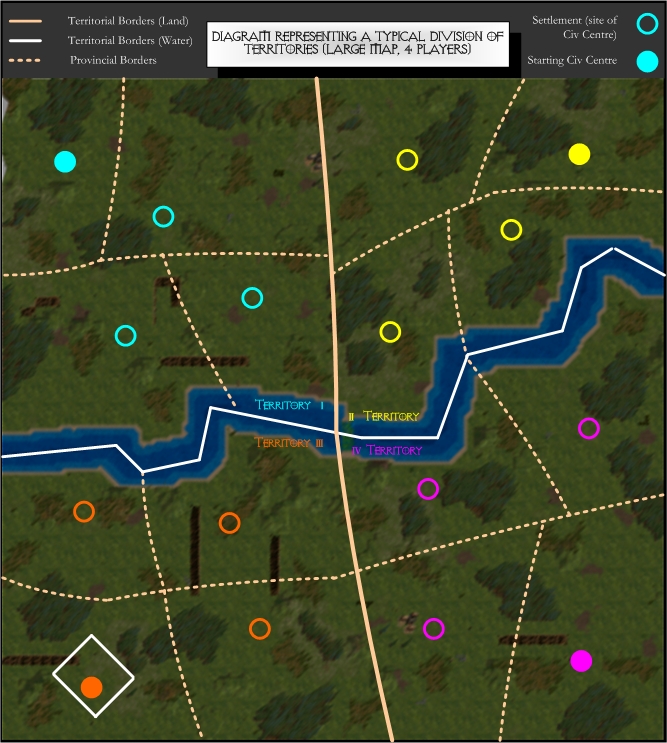 Territorial Borders (Land)
Territorial Borders (Water)
Provincial Borders
DIAGRAM REPRESENTING A TYPICAL DIVISION OF
TERRITORIES (LARGE MAP, 4 PLAYERS)
Settlement (site of
Civ Centre)
Starting Civ Centre
TERRITORY I
II TERRITORY
TERRITORY III
IV TERRITORY